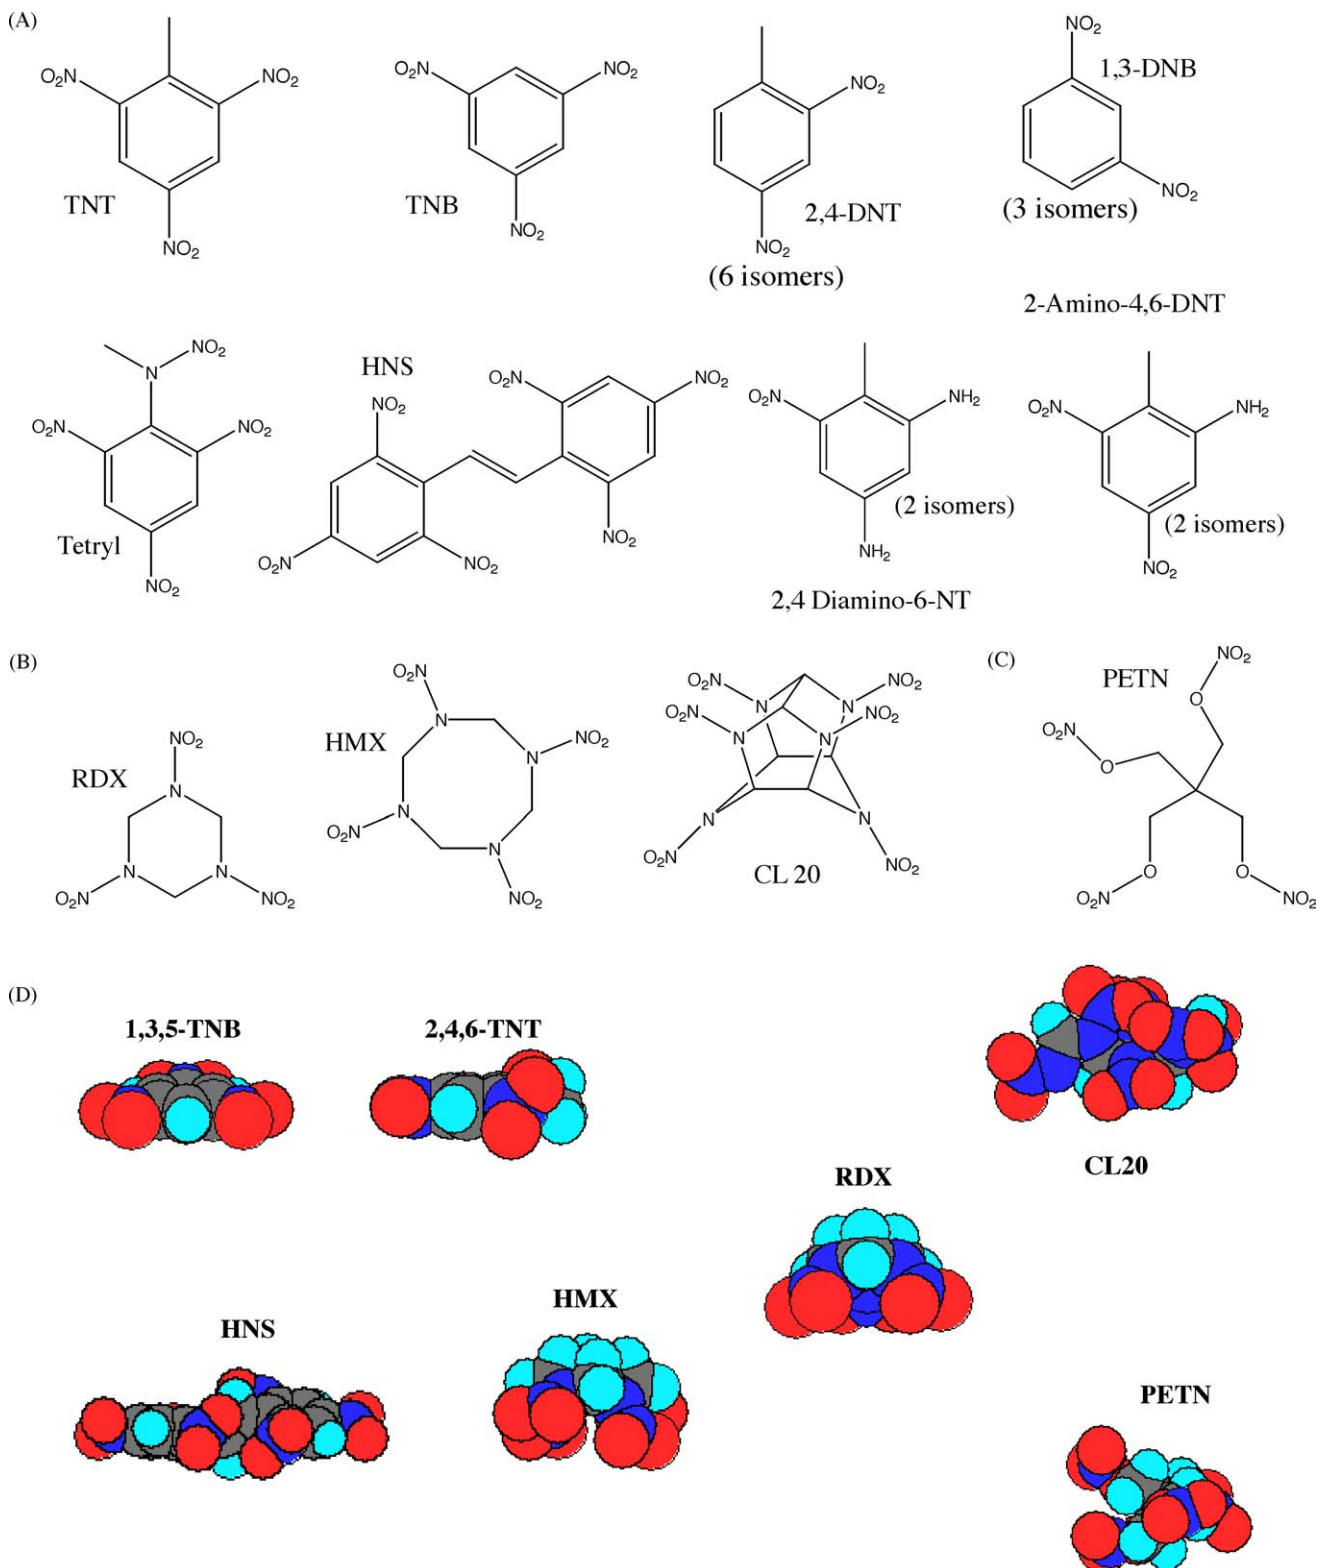 (A)
NO₂
O₂N
NO₂
O₂N
NO₂
NO₂
1,3-DNB
TNT
NO₂
TNB
NO₂
2,4-DNT
NO₂
(6 isomers)
NO₂
(3 isomers)
2-Amino-4,6-DNT
NO₂
N
O₂N
NO₂
Tetryl
NO₂
HNS
O₂N
NO₂
NO₂
O₂N
NO₂
NO₂
O₂N
NH₂
(2 isomers)
NH₂
2,4 Diamino-6-NT
O₂N
NH₂
(2 isomers)
NO₂
(B)
NO₂
RDX
N
N
N
O₂N
NO₂
O₂N
HMX
N
N
NO₂
N
O₂N
N
NO₂
O₂N
N
N
NO₂
O₂N
N
N
NO₂
N
N
O₂N
NO₂
CL 20
(C)
PETN
NO₂
O
O₂N
O
O
O
O₂N
NO₂
(D)
1,3,5-TNB
2,4,6-TNT
CL20
RDX
HMX
HNS
PETN